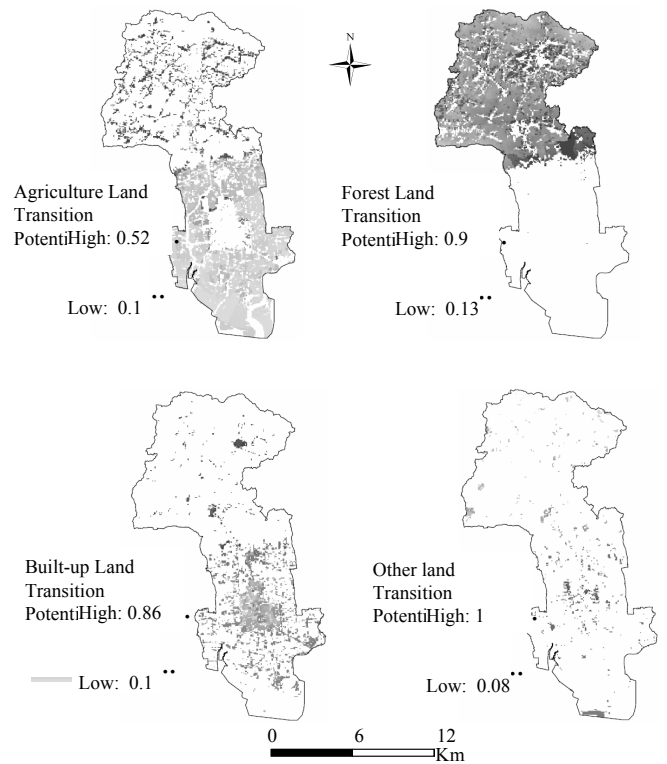 N
Agriculture Land
Transition
PotentiHigh: 0.52
Low: 0.1
Forest Land
Transition
PotentiHigh: 0.9
Low: 0.13
Built-up Land
Transition
PotentiHigh: 0.86
Low: 0.1
Other land
Transition
PotentiHigh: 1
Low: 0.08
0 6 12
Km